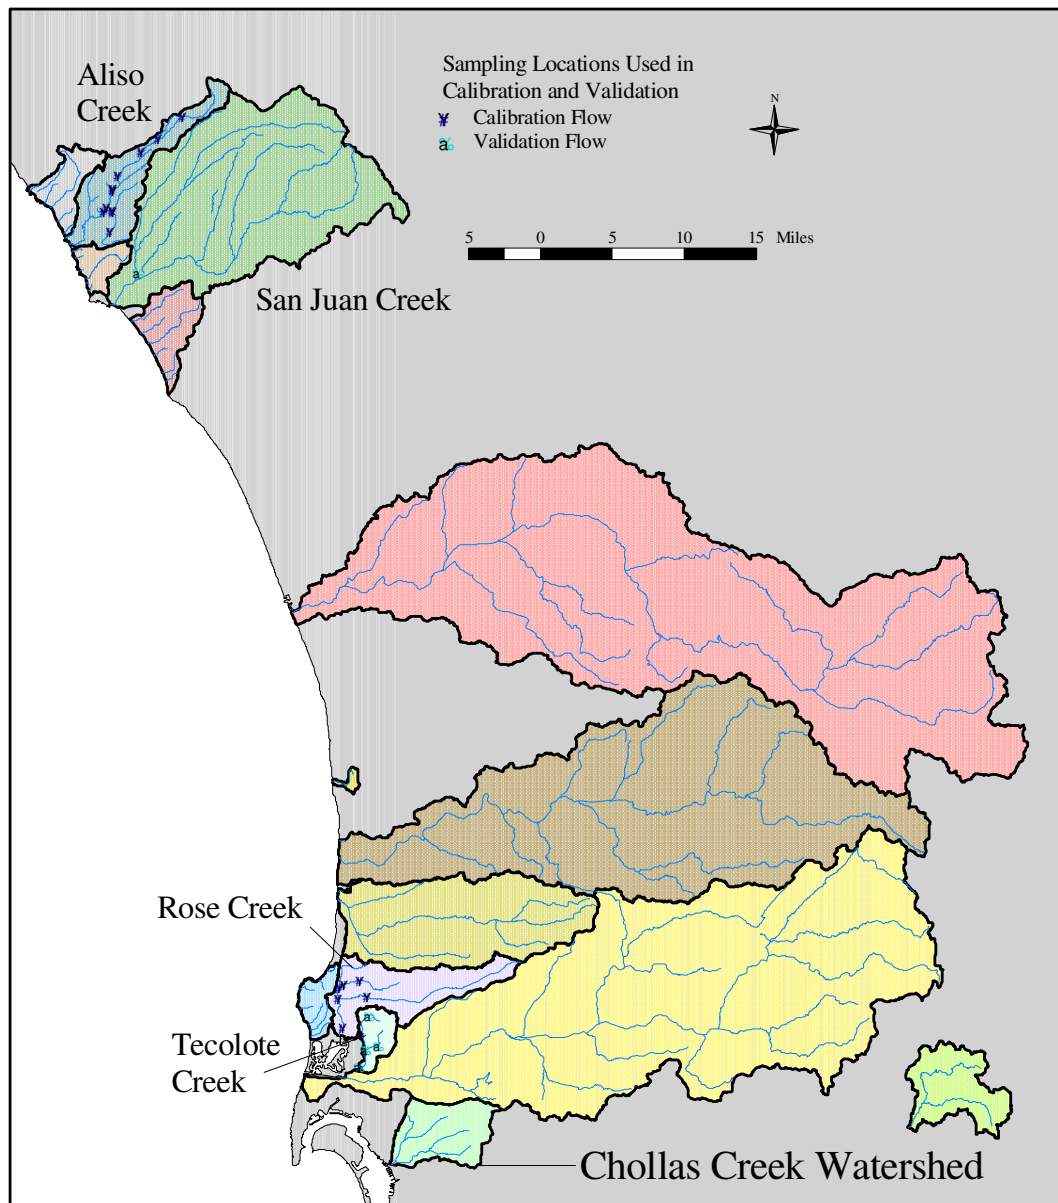 Aliso
Creek
Sampling Locations Used in
Calibration and Validation
¥ Calibration Flow
a% Validation Flow
N
5 0 5 10 15 Miles
a
San Juan Creek
Rose Creek
Tecolote
Creek
a
a
a
Chollas Creek Watershed